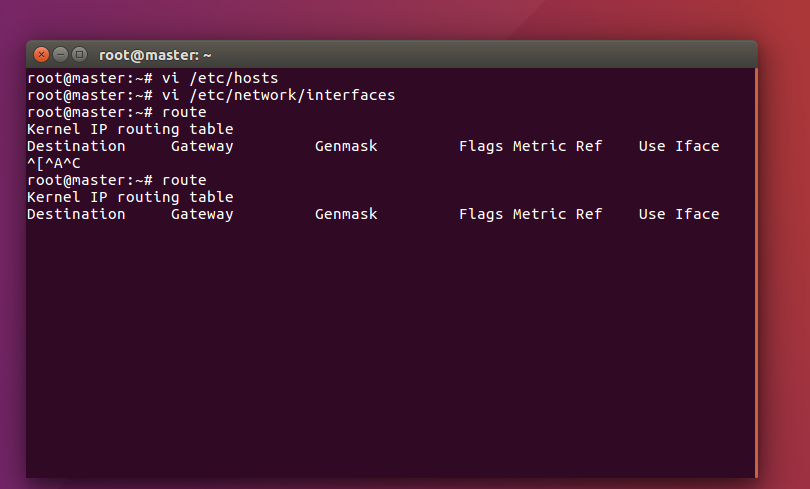 root@master: ~
root@master:~# vi /etc/hosts
root@master:~# vi /etc/network/interfaces
root@master:~# route
Kernel IP routing table
Destination     Gateway         Genmask         Flags Metric Ref    Use Iface
^[^A^C
root@master:~# route
Kernel IP routing table
Destination     Gateway         Genmask         Flags Metric Ref    Use Iface